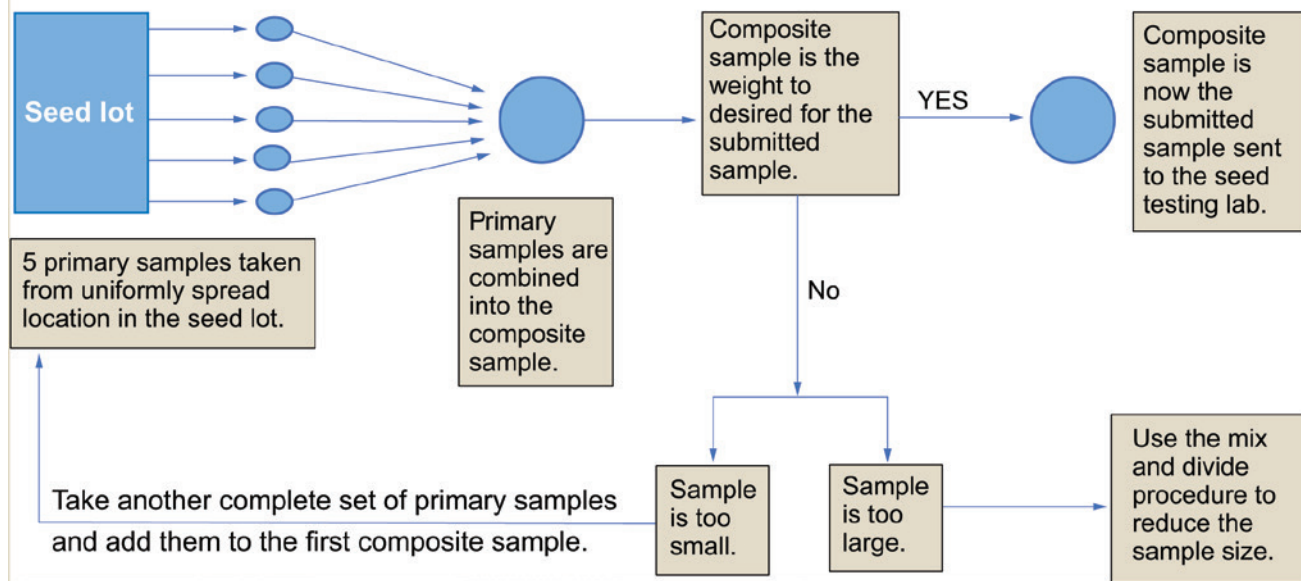 Seed lot
5 primary samples taken
from uniformly spread
location in the seed lot.
Primary
samples are
combined
into the
composite
sample.
Composite
sample is the
weight to
desired for the
submitted
sample.
YES
Composite
sample is
now the
submitted
sample sent
to the seed
testing lab.
No
Sample
is too
small.
Sample
is too
large.
Use the mix
and divide
procedure to
reduce the
sample size.
Take another complete set of primary samples
and add them to the first composite sample.